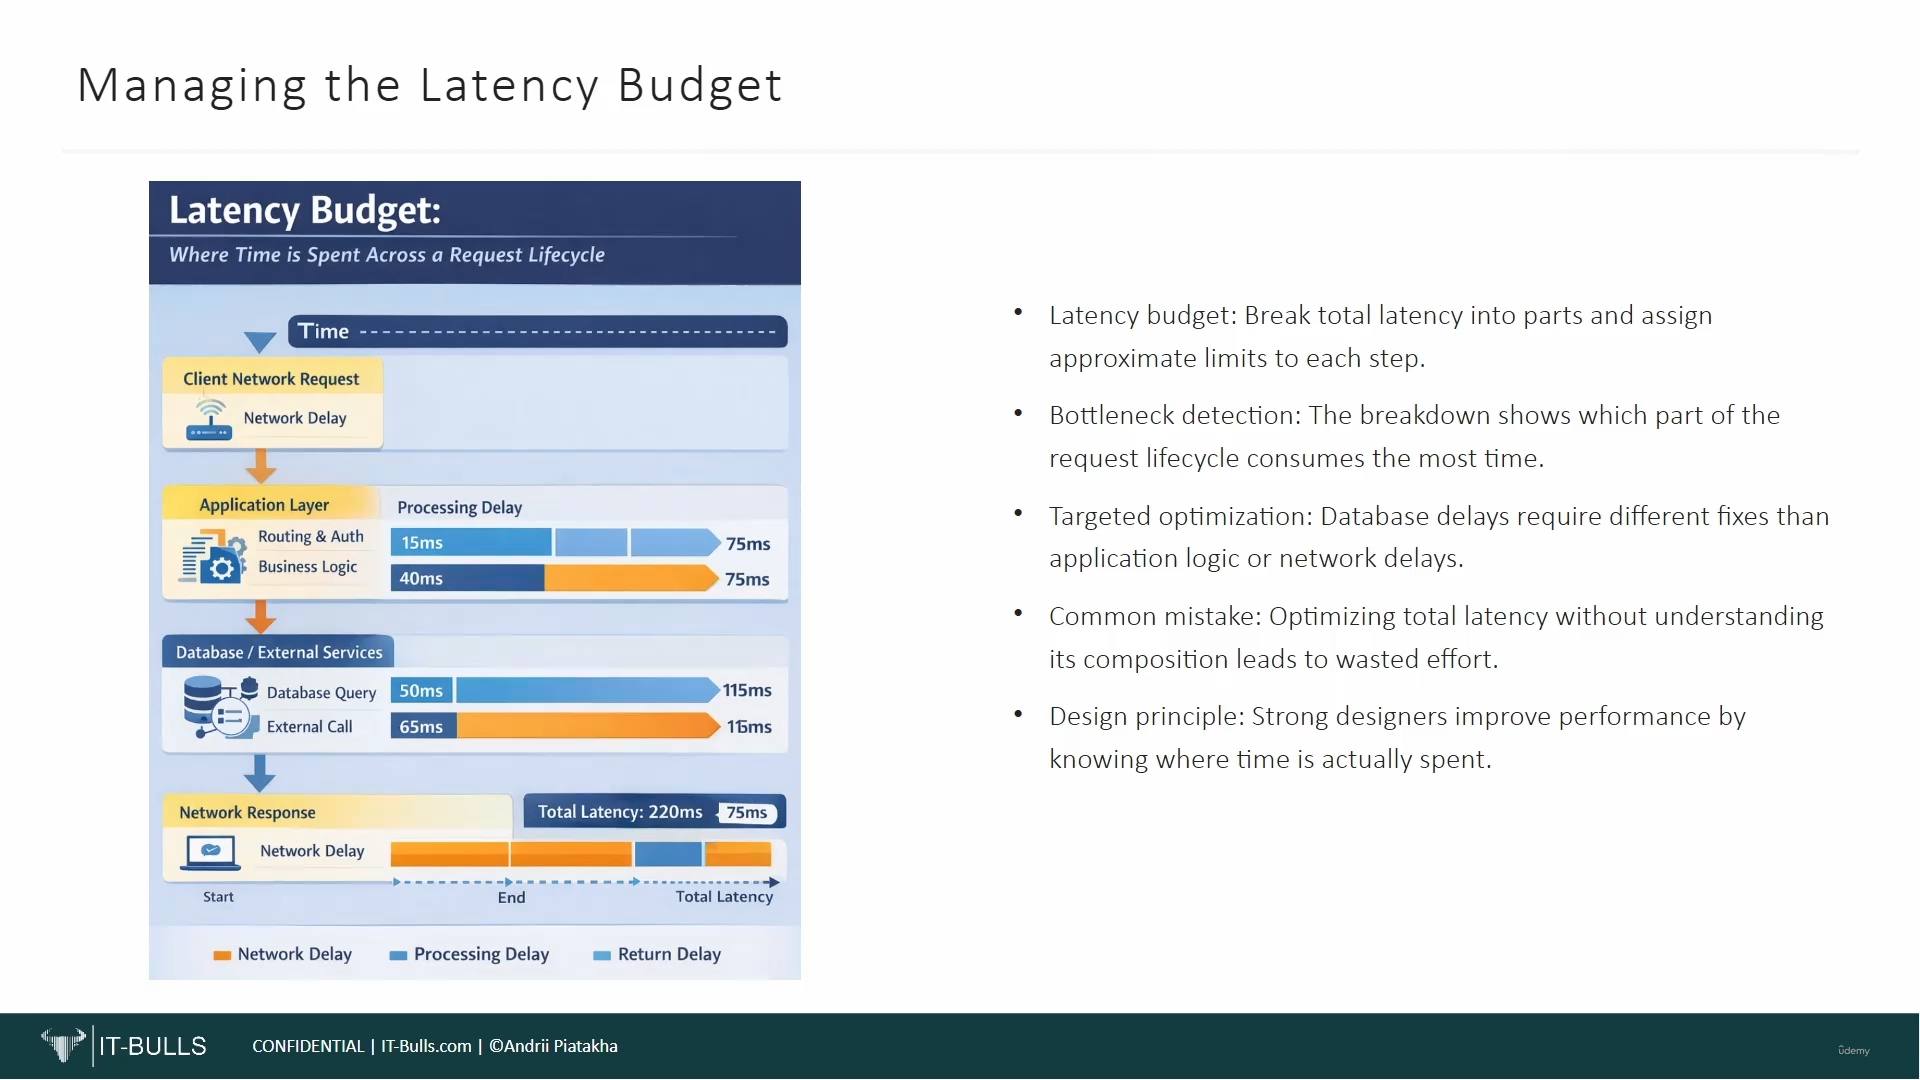 Managing the Latency Budget
Latency Budget:
Where Time is Spent Across a Request Lifecycle
Time
Client Network Request
Network Delay
Application Layer
Processing Delay
Routing & Auth
15ms
75ms
Business Logic
40ms
75ms
Database / External Services
Database Query
50ms
115ms
External Call
65ms
115ms
Network Response
Total Latency: 220ms
75ms
Network Delay
Start
End
Total Latency
Network Delay
Processing Delay
Return Delay
• Latency budget: Break total latency into parts and assign
approximate limits to each step.
• Bottleneck detection: The breakdown shows which part of the
request lifecycle consumes the most time.
• Targeted optimization: Database delays require different fixes than
application logic or network delays.
• Common mistake: Optimizing total latency without understanding
its composition leads to wasted effort.
• Design principle: Strong designers improve performance by
knowing where time is actually spent.
IT-BULLS
CONFIDENTIAL | IT-Bulls.com | ©Andrii Piatakha
udemy